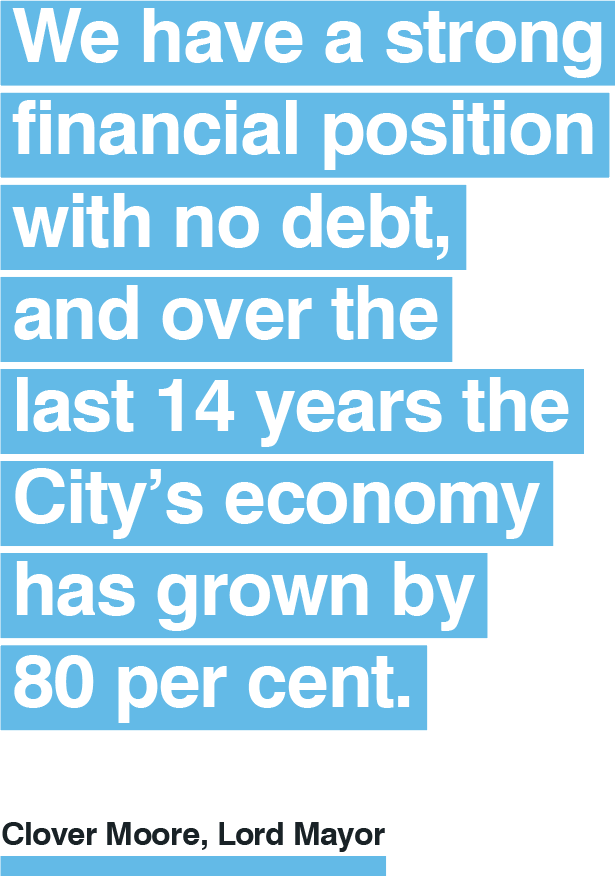 We have a strong
financial position
with no debt,
and over the
last 14 years the
City’s economy
has grown by
80 per cent.
Clover Moore, Lord Mayor